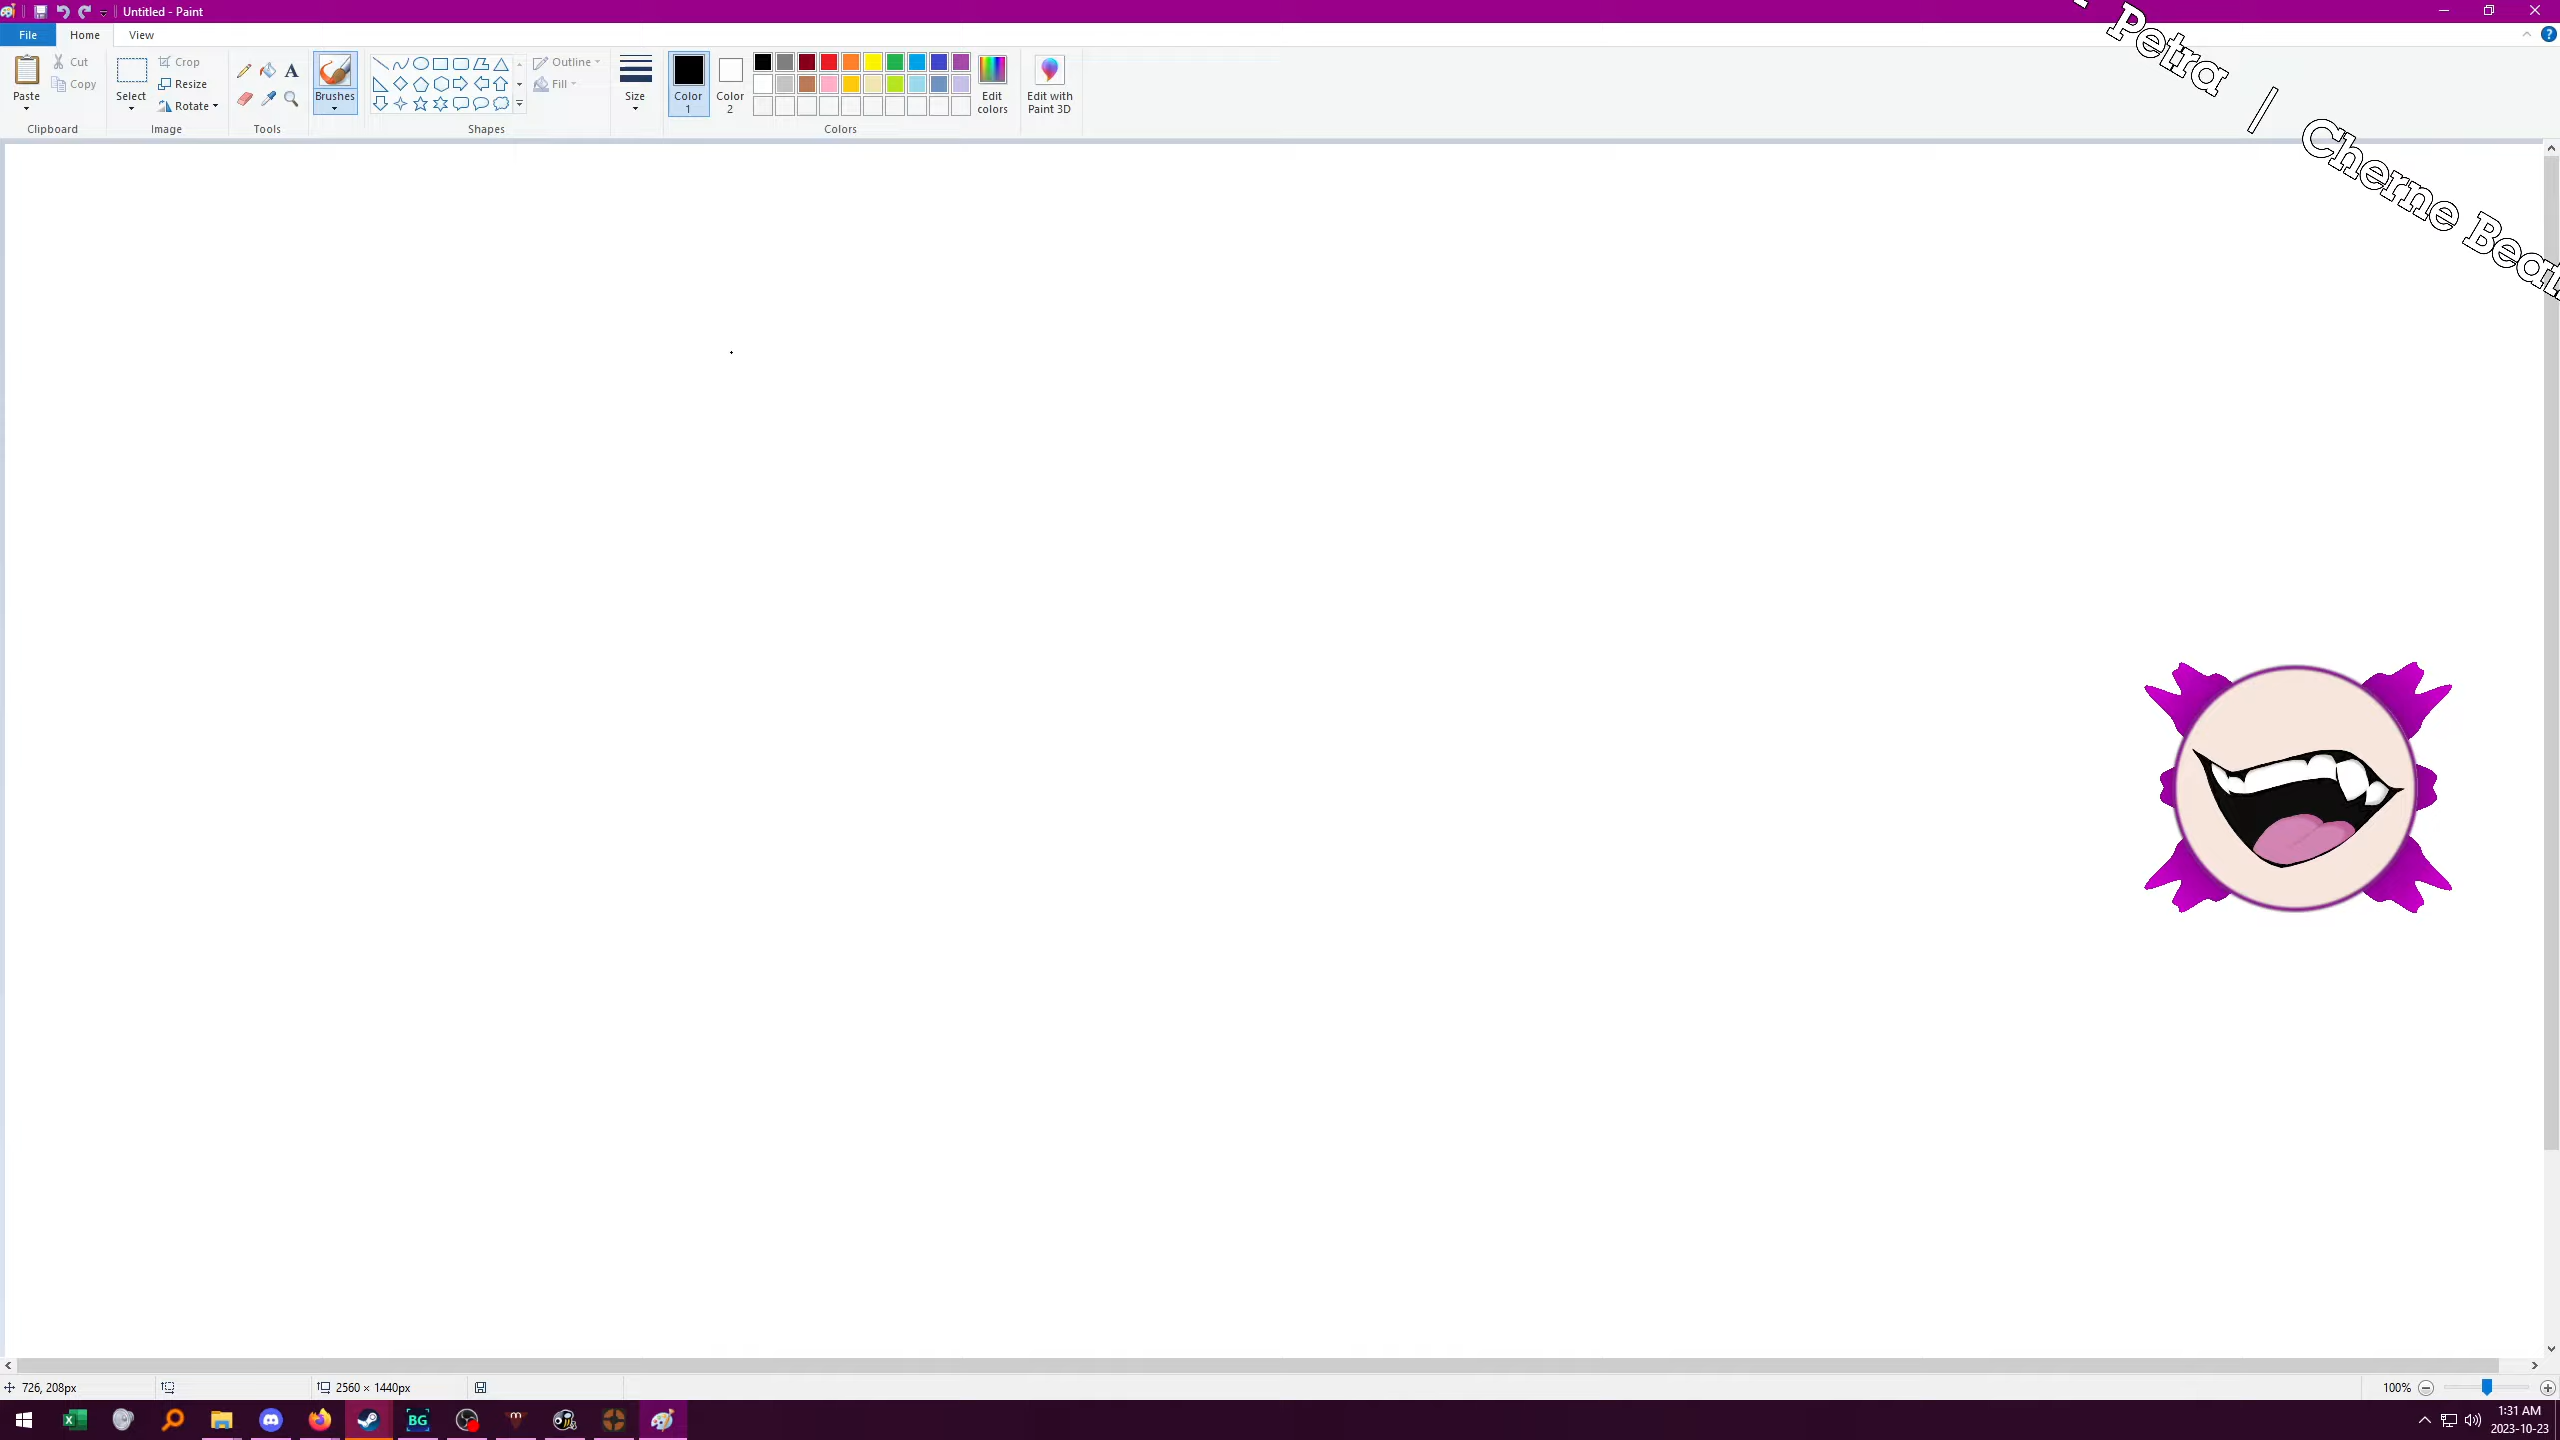 Untitled - Paint
File Home View
Paste Cut Copy Clipboard
Select Crop Resize Rotate Image
Tools
Brushes
Shapes Outline Fill
Size
Color 1 Color 2 Colors
Edit colors
Edit with Paint 3D
Petra | Cherne Bea
726, 208px 2560 × 1440px 100%
BG
1:31 AM
2023-10-23